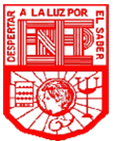 DESPERTAR A LA LUZ POR EL SABER
ENP